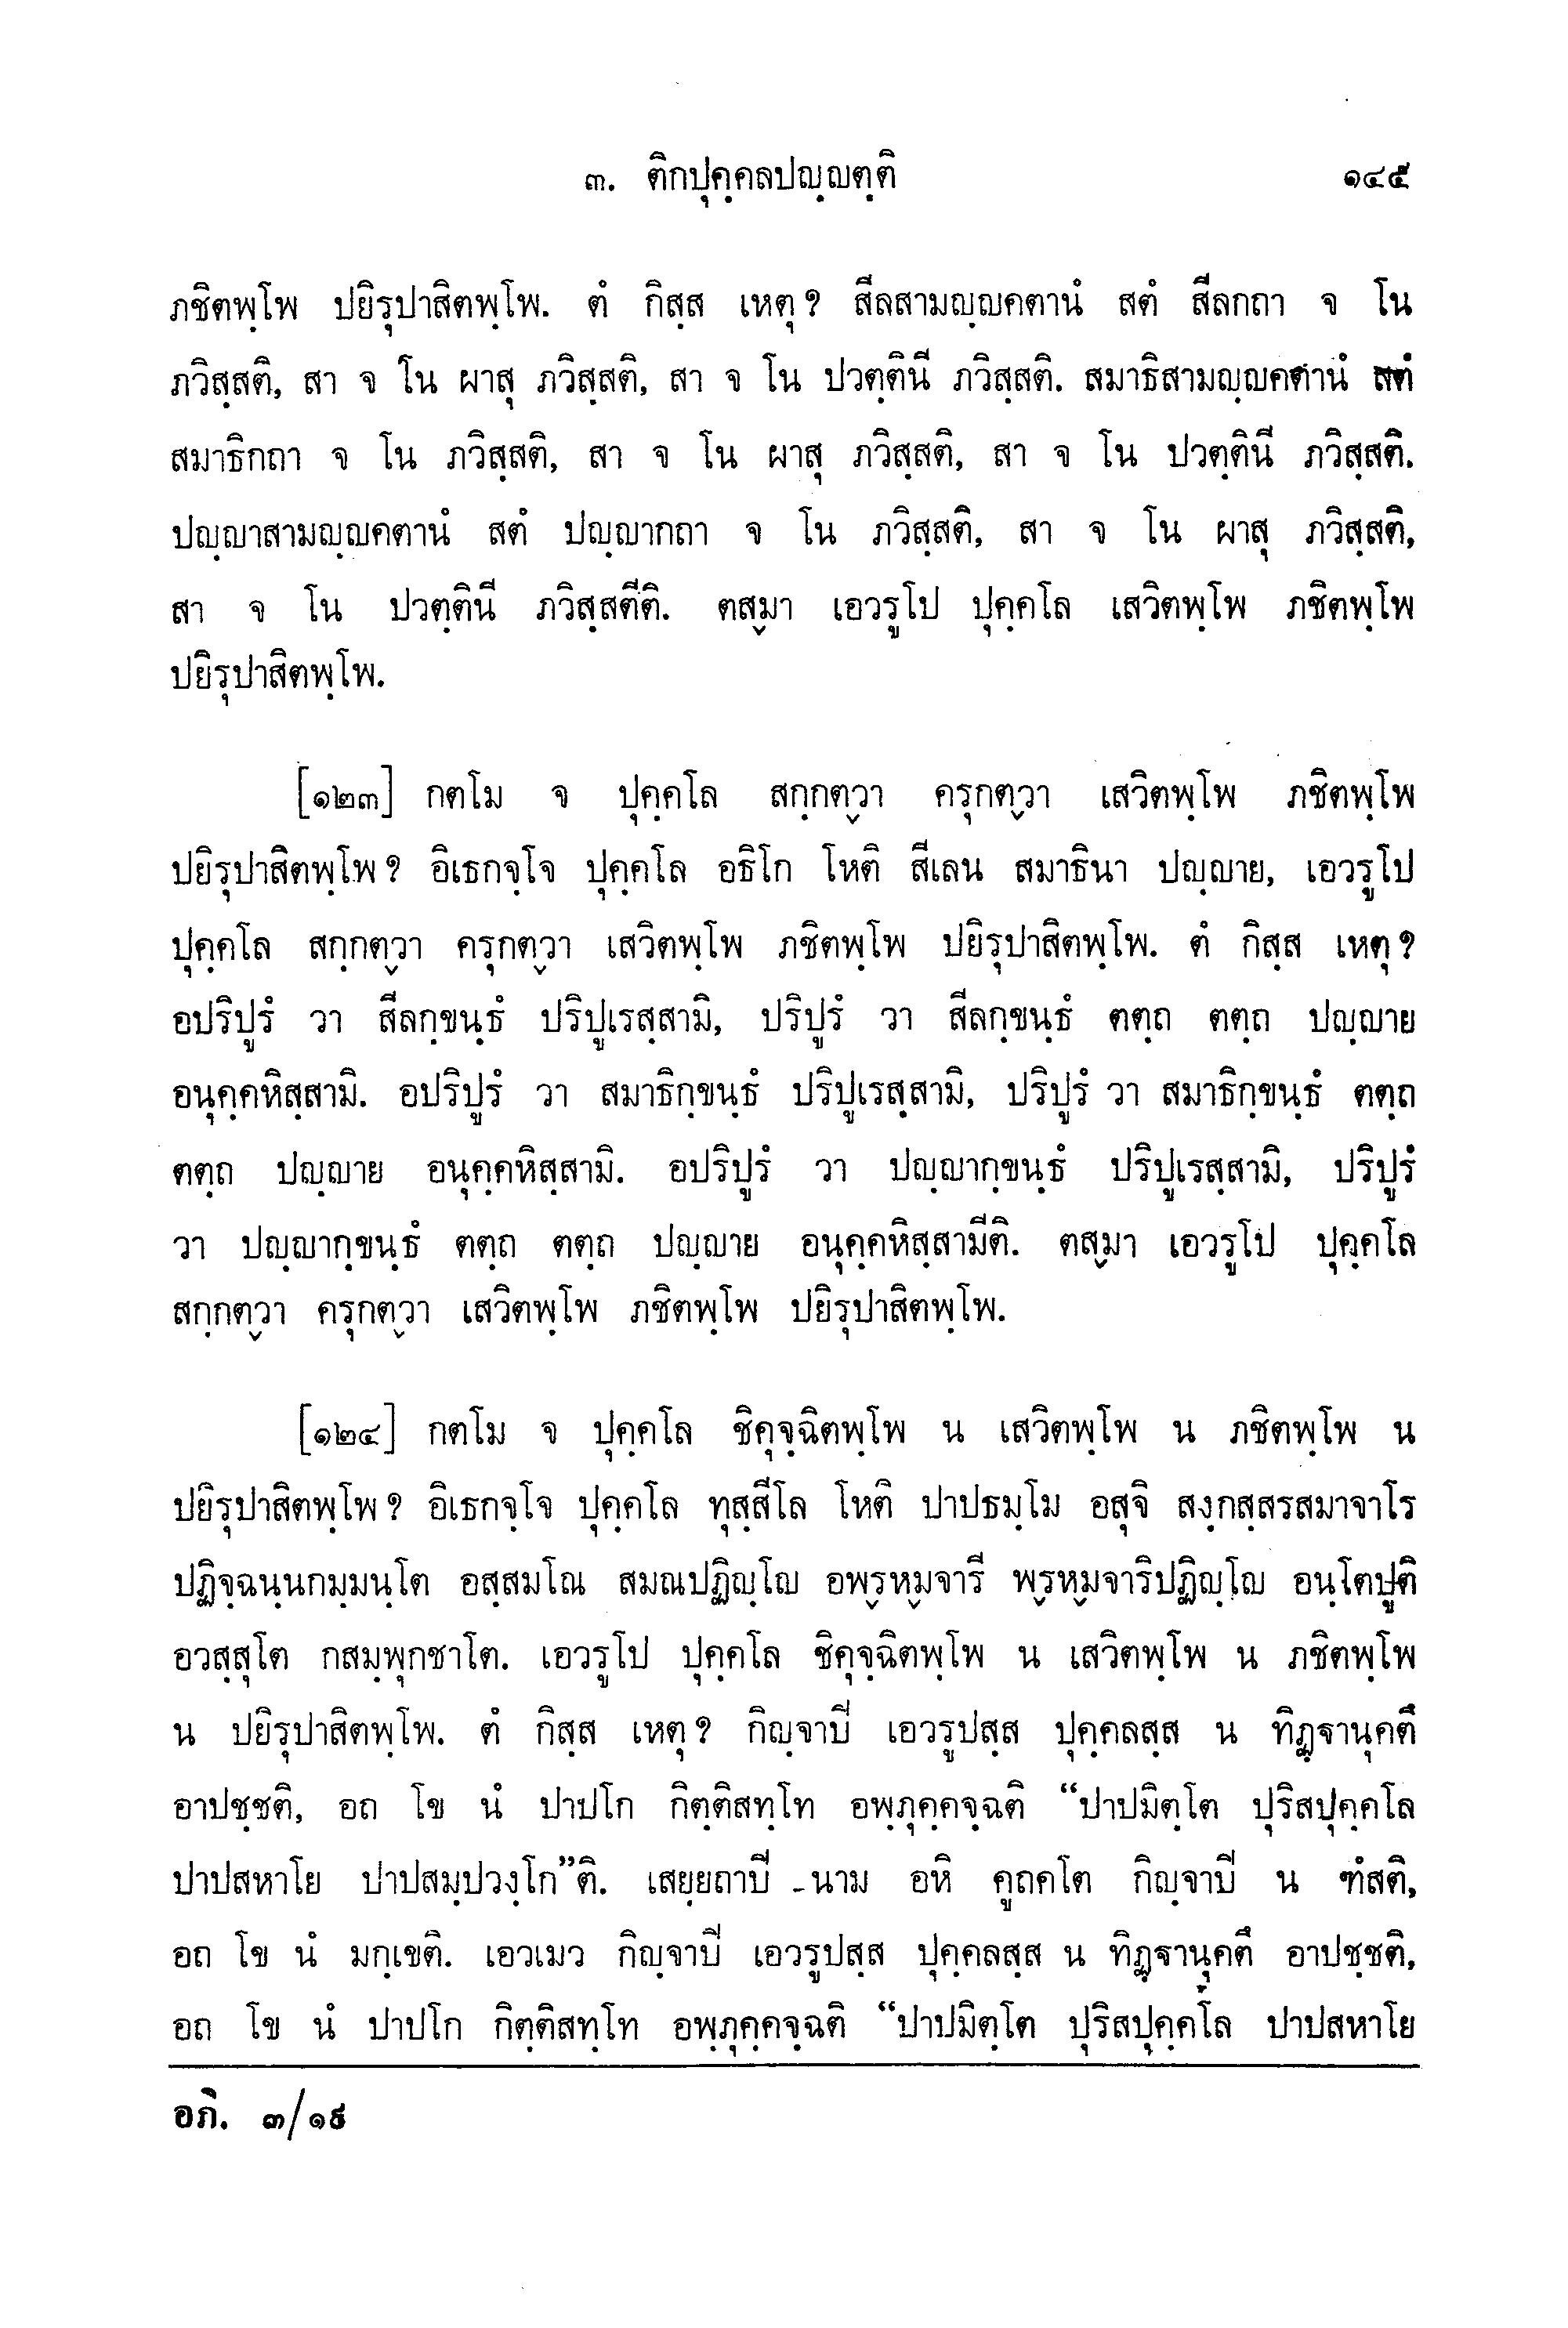 ๓. ติกปุคฺคลปญฺญตฺติ ๑๔๕
ภชิตพฺโพ ปยิรุปาสิตพฺโพ. ตํ กิสฺส เหตุ? สีลสามญฺญคตานํ สตํ สีลกถา จ โน
ภวิสฺสติ, สา จ โน ผาสุ ภวิสฺสติ, สา จ โน ปวตฺตินี ภวิสฺสติ. สมาธิสามญฺญคตานํ สตํ
สมาธิกถา จ โน ภวิสฺสติ, สา จ โน ผาสุ ภวิสฺสติ, สา จ โน ปวตฺตินี ภวิสฺสติ.
ปญฺญาสามญฺญคตานํ สตํ ปญฺญากถา จ โน ภวิสฺสติ, สา จ โน ผาสุ ภวิสฺสติ,
สา จ โน ปวตฺตินี ภวิสฺสตีติ. ตสฺมา เอวรูโป ปุคฺคโล เสวิตพฺโพ ภชิตพฺโพ
ปยิรุปาสิตพฺโพ.
[๑๒๓] กตโม จ ปุคฺคโล สกฺกตฺวา ครุกตฺวา เสวิตพฺโพ ภชิตพฺโพ
ปยิรุปาสิตพฺโพ? อิเธกจฺโจ ปุคฺคโล อธิโก โหติ สีเลน สมาธินา ปญฺญาย, เอวรูโป
ปุคฺคโล สกฺกตฺวา ครุกตฺวา เสวิตพฺโพ ภชิตพฺโพ ปยิรุปาสิตพฺโพ. ตํ กิสฺส เหตุ?
อปริปูรํ วา สีลกฺขนฺธํ ปริปูเรสฺสามิ, ปริปูรํ วา สีลกฺขนฺธํ ตตฺถ ตตฺถ ปญฺญาย
อนุคฺคหิสฺสามิ. อปริปูรํ วา สมาธิกฺขนฺธํ ปริปูเรสฺสามิ, ปริปูรํ วา สมาธิกฺขนฺธํ ตตฺถ
ตตฺถ ปญฺญาย อนุคฺคหิสฺสามิ. อปริปูรํ วา ปญฺญากฺขนฺธํ ปริปูเรสฺสามิ, ปริปูรํ
วา ปญฺญากฺขนฺธํ ตตฺถ ตตฺถ ปญฺญาย อนุคฺคหิสฺสามีติ. ตสฺมา เอวรูโป ปุคฺคโล
สกฺกตฺวา ครุกตฺวา เสวิตพฺโพ ภชิตพฺโพ ปยิรุปาสิตพฺโพ.
[๑๒๔] กตโม จ ปุคฺคโล ชิคุจฺฉิตพฺโพ น เสวิตพฺโพ น ภชิตพฺโพ น
ปยิรุปาสิตพฺโพ? อิเธกจฺโจ ปุคฺคโล ทุสฺสีโล โหติ ปาปธมฺโม อสุจิ สงฺกสฺสรสมาจาโร
ปฏิจฺฉนฺนกมฺมนฺโต อสฺสมโณ สมณปฏิญฺโญ อพฺรหฺมจารี พฺรหฺมจาริปฏิญฺโญ อนฺโตปูติ
อวสฺสุโต กสมฺพุกชาโต. เอวรูโป ปุคฺคโล ชิคุจฺฉิตพฺโพ น เสวิตพฺโพ น ภชิตพฺโพ
น ปยิรุปาสิตพฺโพ. ตํ กิสฺส เหตุ? กิญฺจาปิ เอวรูปสฺส ปุคฺคลสฺส น ทิฏฺฐานุคตึ
อาปชฺชติ, อถ โข นํ ปาปโก กิตฺติสทฺโท อพฺภุคฺคจฺฉติ “ปาปมิตฺโต ปุริสปุคฺคโล
ปาปสหาโย ปาปสมฺปวงฺโก”ติ. เสยฺยถาปิ นาม อหิ คูถคโต กิญฺจาปิ น ฑํสติ,
อถ โข นํ มกฺเขติ. เอวเมว กิญฺจาปิ เอวรูปสฺส ปุคฺคลสฺส น ทิฏฺฐานุคตึ อาปชฺชติ,
อถ โข นํ ปาปโก กิตฺติสทฺโท อพฺภุคฺคจฺฉติ “ปาปมิตฺโต ปุริสปุคฺคโล ปาปสหาโย
อภิ. ๓/๑๙